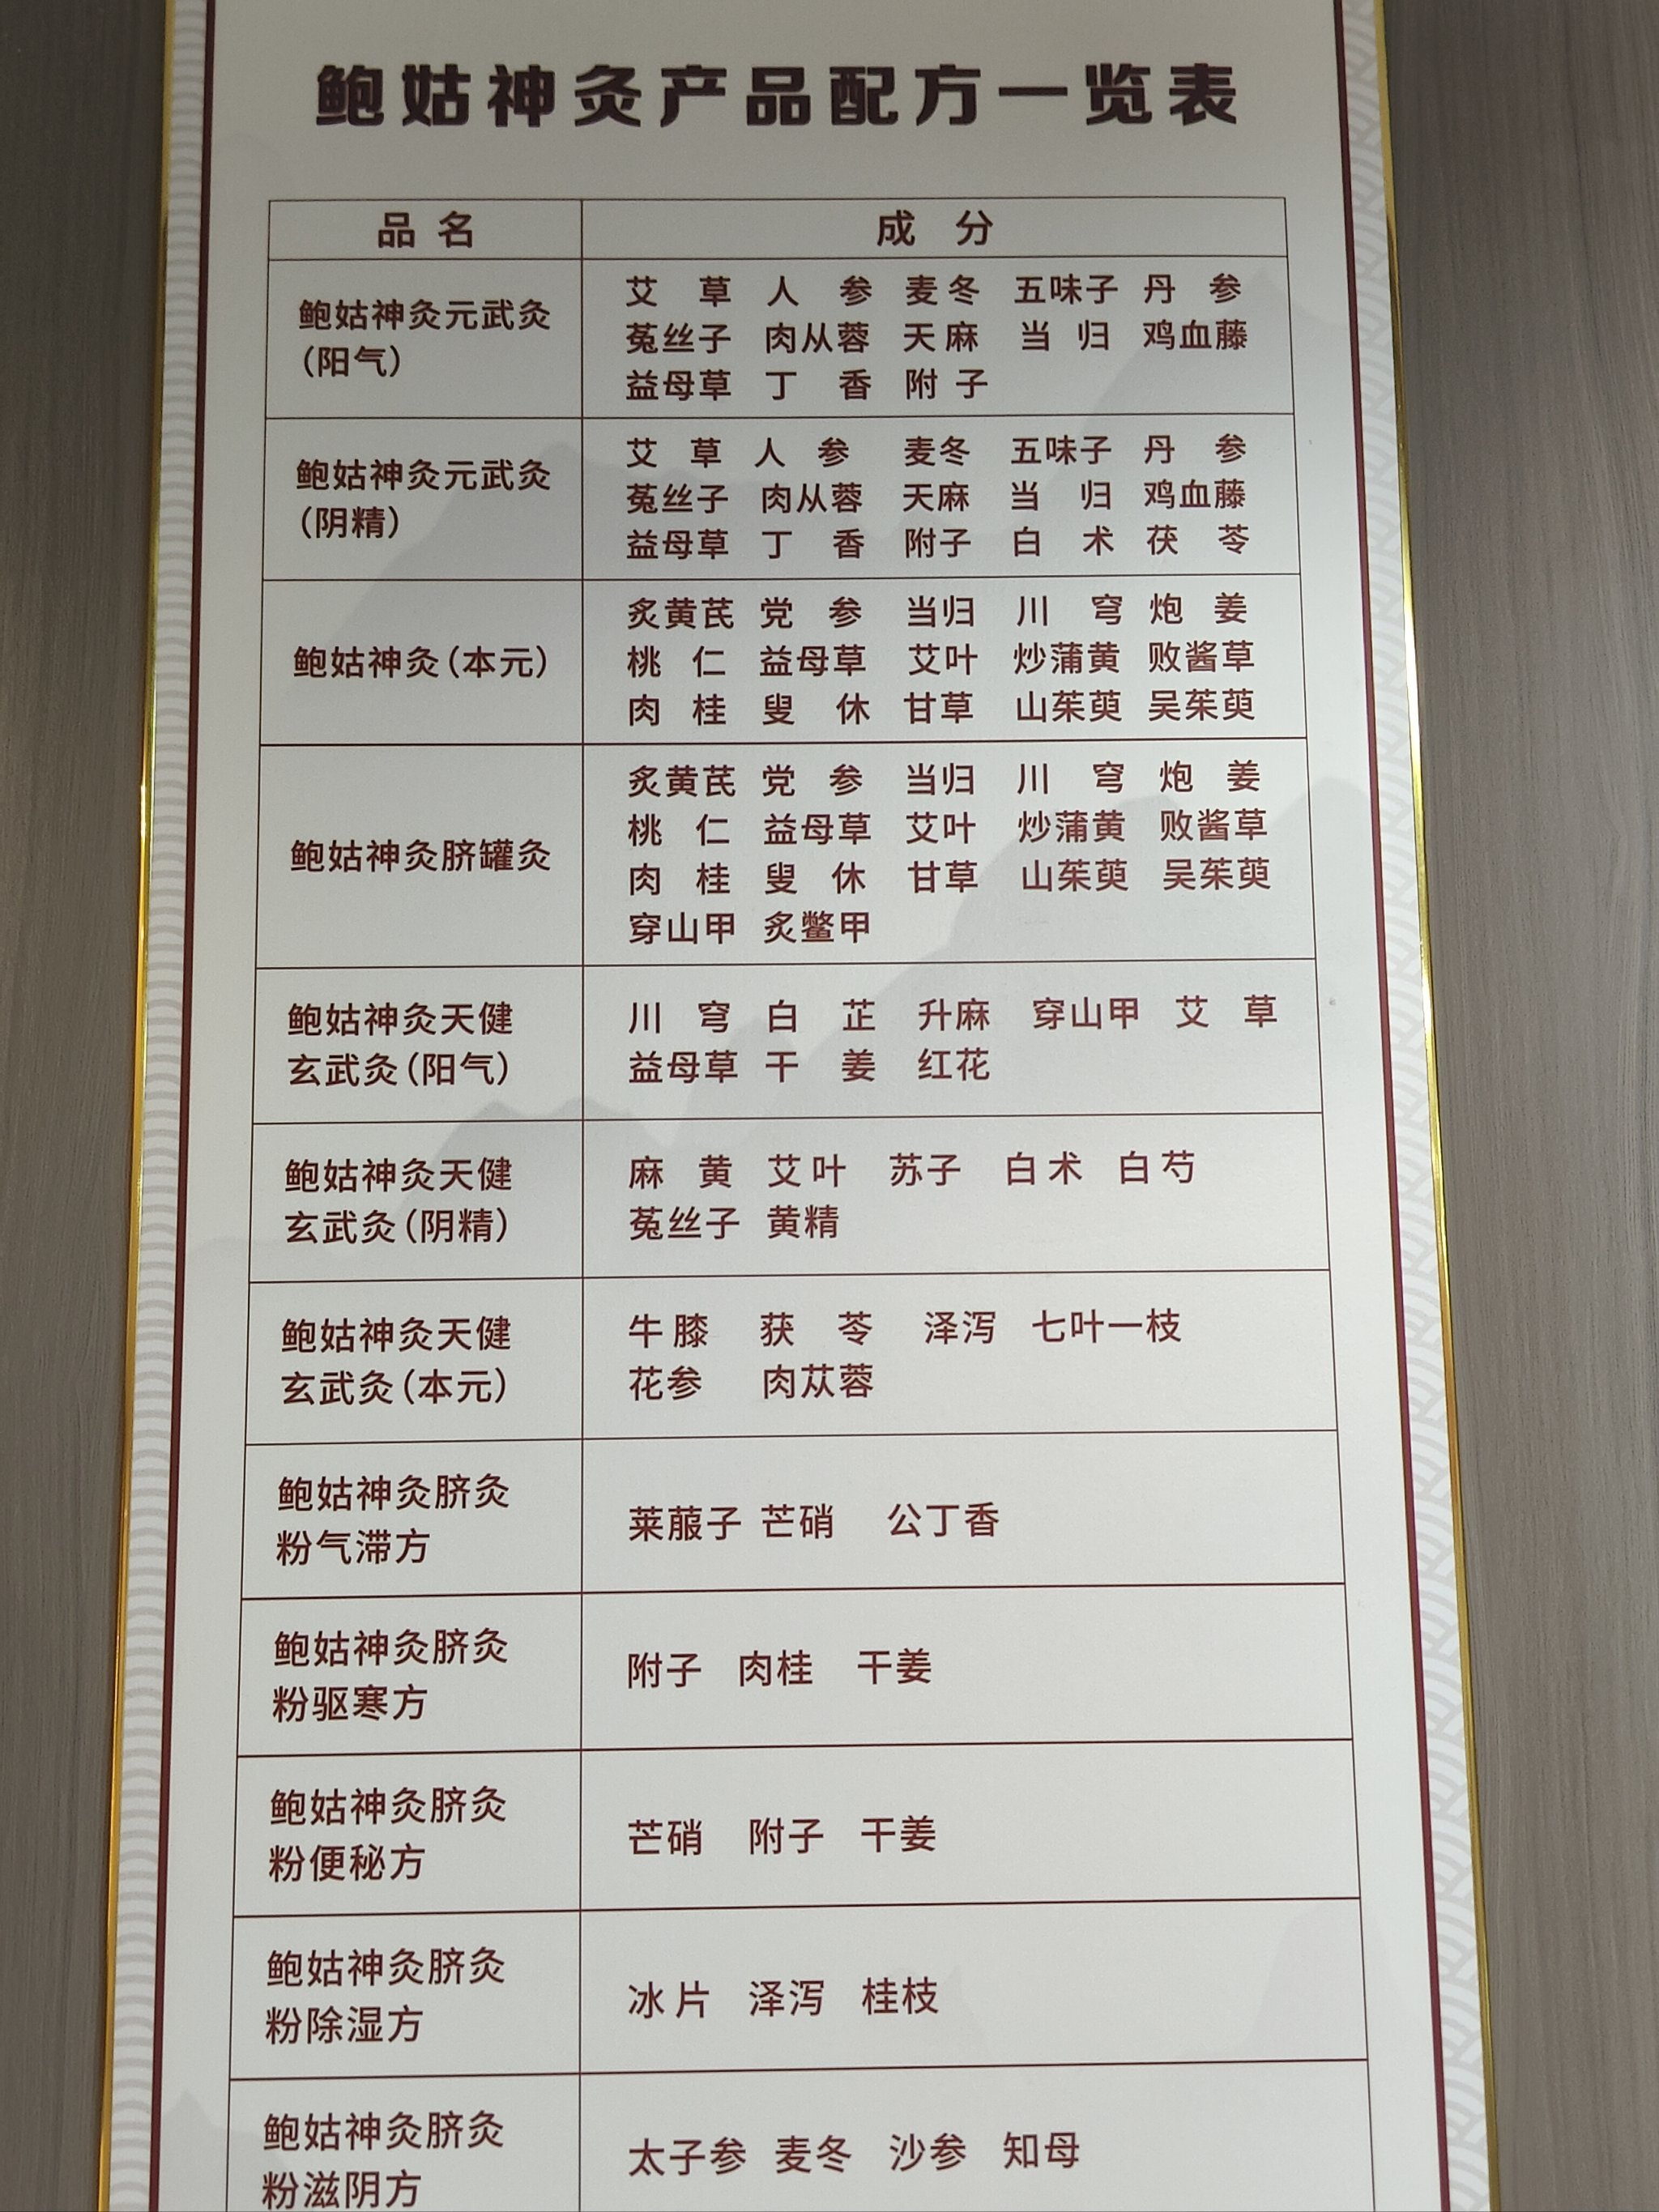 鲍姑神灸产品配方一览表
品名 成分
鲍姑神灸元武灸
(阳气)
艾草 人参 麦冬 五味子 丹参
菟丝子 肉从蓉 天麻 当归 鸡血藤
益母草 丁香 附子
鲍姑神灸元武灸
(阴精)
艾草 人参 麦冬 五味子 丹参
菟丝子 肉从蓉 天麻 当归 鸡血藤
益母草 丁香 附子 白术 茯苓
鲍姑神灸(本元)
炙黄芪 党参 当归 川穹 炮姜
桃仁 益母草 艾叶 炒蒲黄 败酱草
肉桂 叟休 甘草 山茱萸 吴茱萸
鲍姑神灸脐罐灸
炙黄芪 党参 当归 川穹 炮姜
桃仁 益母草 艾叶 炒蒲黄 败酱草
肉桂 叟休 甘草 山茱萸 吴茱萸
穿山甲 炙鳖甲
鲍姑神灸天健
玄武灸(阳气)
川穹 白芷 升麻 穿山甲 艾草
益母草 干姜 红花
鲍姑神灸天健
玄武灸(阴精)
麻黄 艾叶 苏子 白术 白芍
菟丝子 黄精
鲍姑神灸天健
玄武灸(本元)
牛膝 获苓 泽泻 七叶一枝
花参 肉苁蓉
鲍姑神灸脐灸
粉气滞方
莱菔子 芒硝 公丁香
鲍姑神灸脐灸
粉驱寒方
附子 肉桂 干姜
鲍姑神灸脐灸
粉便秘方
芒硝 附子 干姜
鲍姑神灸脐灸
粉除湿方
冰片 泽泻 桂枝
鲍姑神灸脐灸
粉滋阴方
太子参 麦冬 沙参 知母